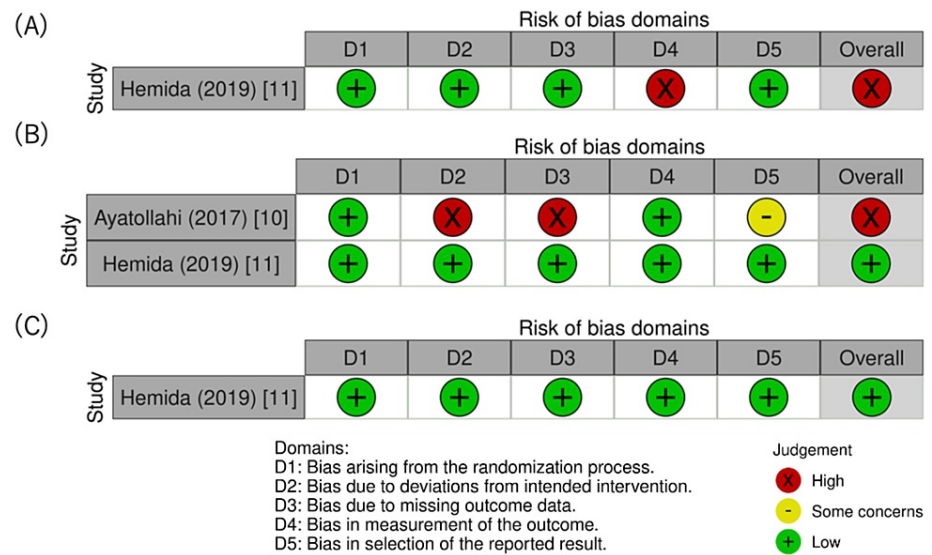 (A)
Risk of bias domains
D1 D2 D3 D4 D5 Overall
Study
Hemida (2019) [11] + + + X + X
(B)
Risk of bias domains
D1 D2 D3 D4 D5 Overall
Study
Ayatollahi (2017) [10] + X X + - X
Hemida (2019) [11] + + + + + +
(C)
Risk of bias domains
D1 D2 D3 D4 D5 Overall
Study
Hemida (2019) [11] + + + + + +
Domains:
D1: Bias arising from the randomization process.
D2: Bias due to deviations from intended intervention.
D3: Bias due to missing outcome data.
D4: Bias in measurement of the outcome.
D5: Bias in selection of the reported result.
Judgement
X High
- Some concerns
+ Low